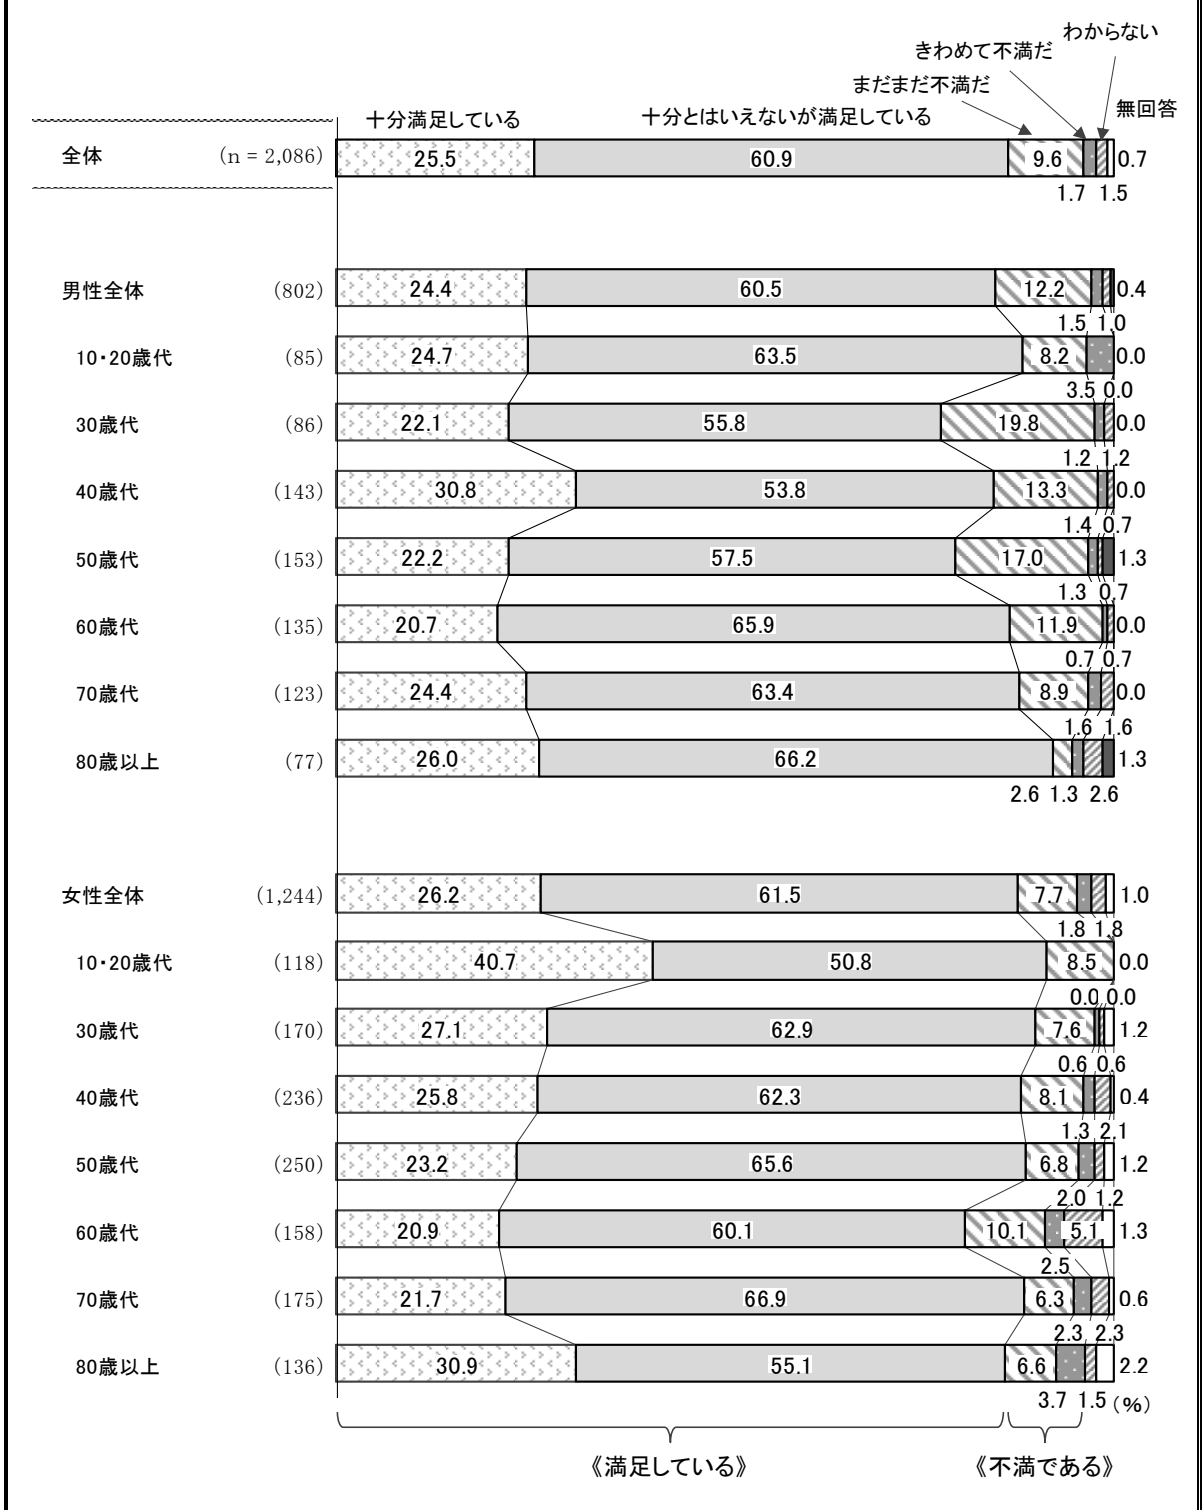 わからない
きわめて不満だ
まだまだ不満だ
無回答
十分満足している 十分とはいえないが満足している
全体 (n = 2,086) 25.5 60.9 9.6 0.7
1.7 1.5
男性全体 (802) 24.4 60.5 12.2 0.4
1.5 1.0
10・20歳代 (85) 24.7 63.5 8.2 0.0
3.5 0.0
30歳代 (86) 22.1 55.8 19.8 0.0
1.2 1.2
40歳代 (143) 30.8 53.8 13.3 0.0
1.4 0.7
50歳代 (153) 22.2 57.5 17.0 1.3
1.3 0.7
60歳代 (135) 20.7 65.9 11.9 0.0
0.7 0.7
70歳代 (123) 24.4 63.4 8.9 0.0
1.6 1.6
80歳以上 (77) 26.0 66.2 1.3
2.6 1.3 2.6
女性全体 (1,244) 26.2 61.5 7.7 1.0
1.8 1.8
10・20歳代 (118) 40.7 50.8 8.5 0.0
0.0 0.0
30歳代 (170) 27.1 62.9 7.6 1.2
0.6 0.6
40歳代 (236) 25.8 62.3 8.1 0.4
1.3 2.1
50歳代 (250) 23.2 65.6 6.8 1.2
2.0 1.2
60歳代 (158) 20.9 60.1 10.1 5.1 1.3
2.5
70歳代 (175) 21.7 66.9 6.3 0.6
2.3 2.3
80歳以上 (136) 30.9 55.1 6.6 2.2
3.7 1.5 (%)
《満足している》 《不満である》